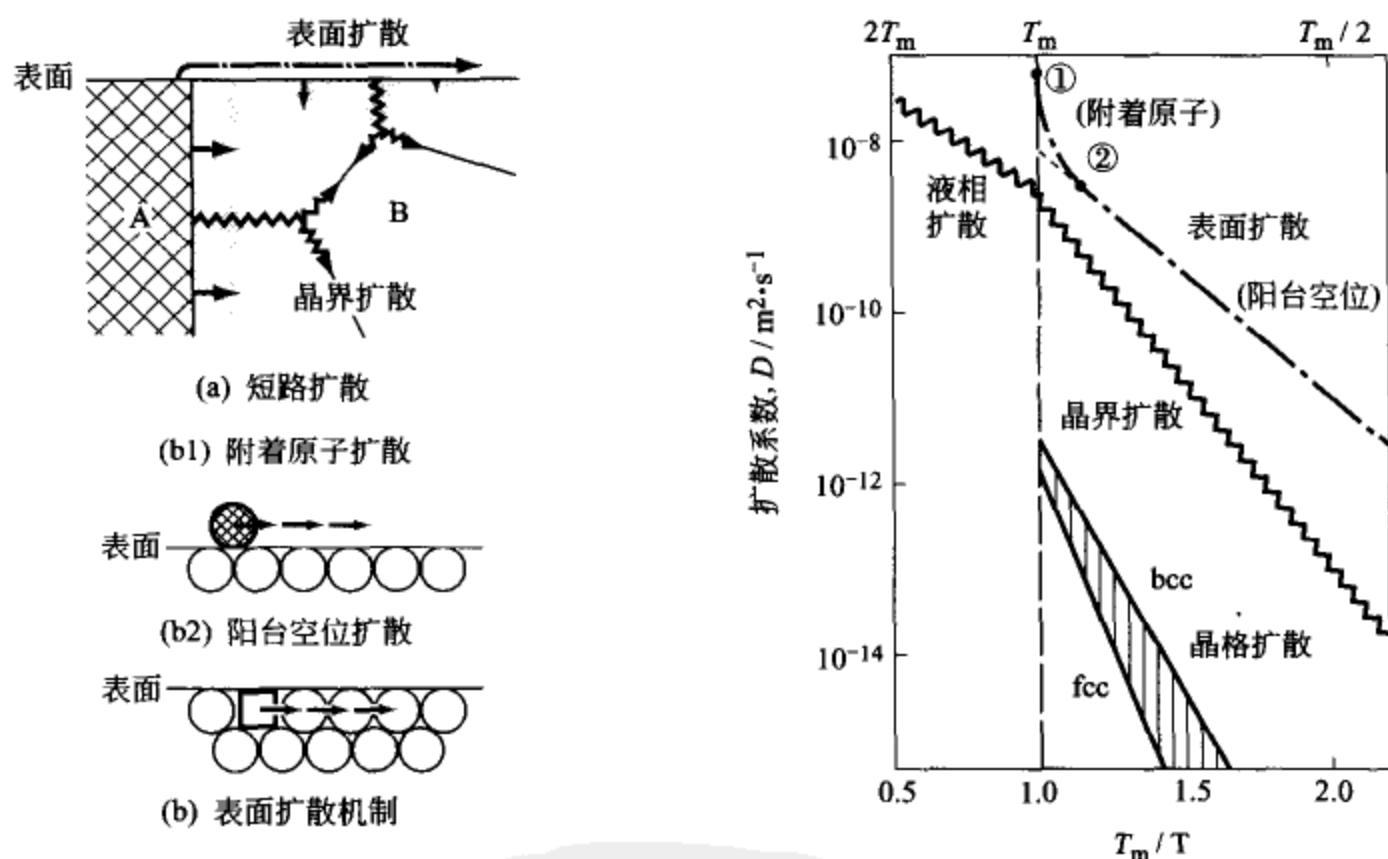 表面扩散
表面
A
B
晶界扩散
(a) 短路扩散
(b1) 附着原子扩散
表面
(b2) 阳台空位扩散
表面
(b) 表面扩散机制
2Tm
Tm
Tm / 2
①
(附着原子)
②
10⁻⁸
液相
扩散
表面扩散
(阳台空位)
10⁻¹⁰
扩散系数, D / m²·s⁻¹
晶界扩散
10⁻¹²
bcc
晶格扩散
10⁻¹⁴
fcc
0.5
1.0
1.5
2.0
Tm / T